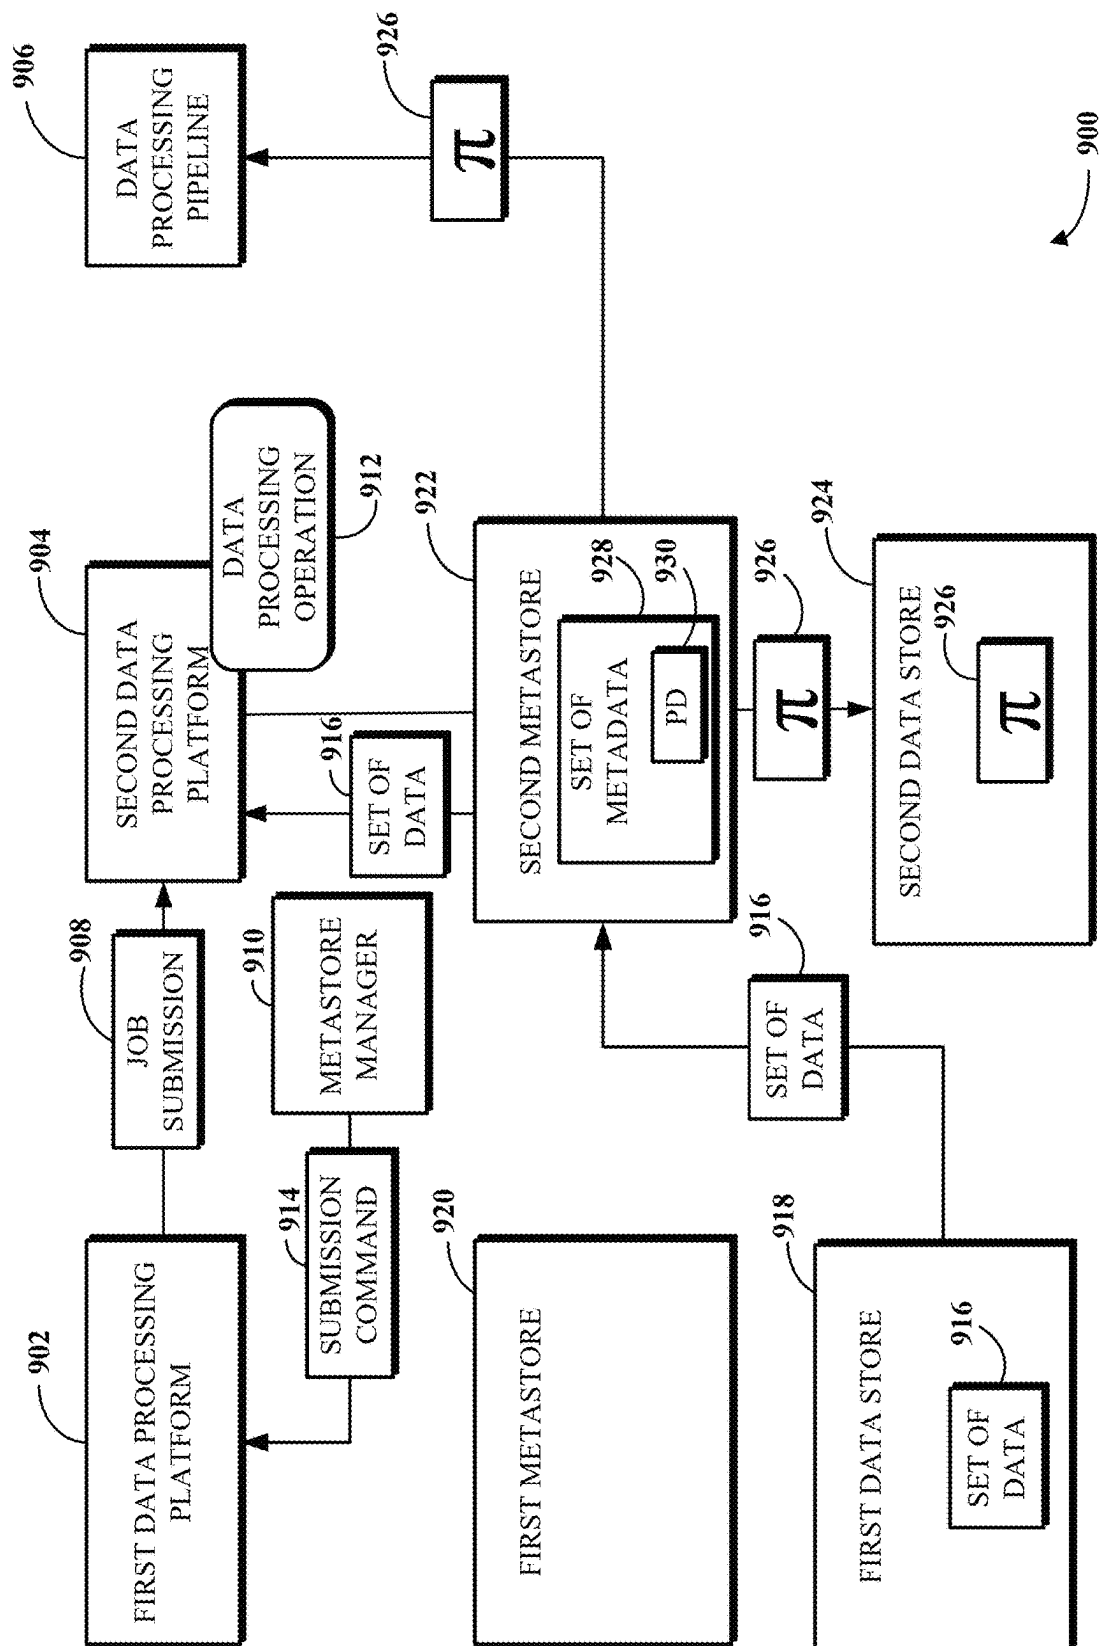 902
FIRST DATA PROCESSING
PLATFORM
908
JOB
SUBMISSION
904
SECOND DATA
PROCESSING
PLATFORM
DATA
PROCESSING
OPERATION
912
906
DATA
PROCESSING
PIPELINE
926
π
914
SUBMISSION
COMMAND
910
METASTORE
MANAGER
916
SET OF
DATA
920
FIRST METASTORE
922
SECOND METASTORE
928
SET OF
METADATA
930
PD
926
π
918
FIRST DATA STORE
916
SET OF
DATA
916
SET OF
DATA
924
SECOND DATA STORE
926
π
900